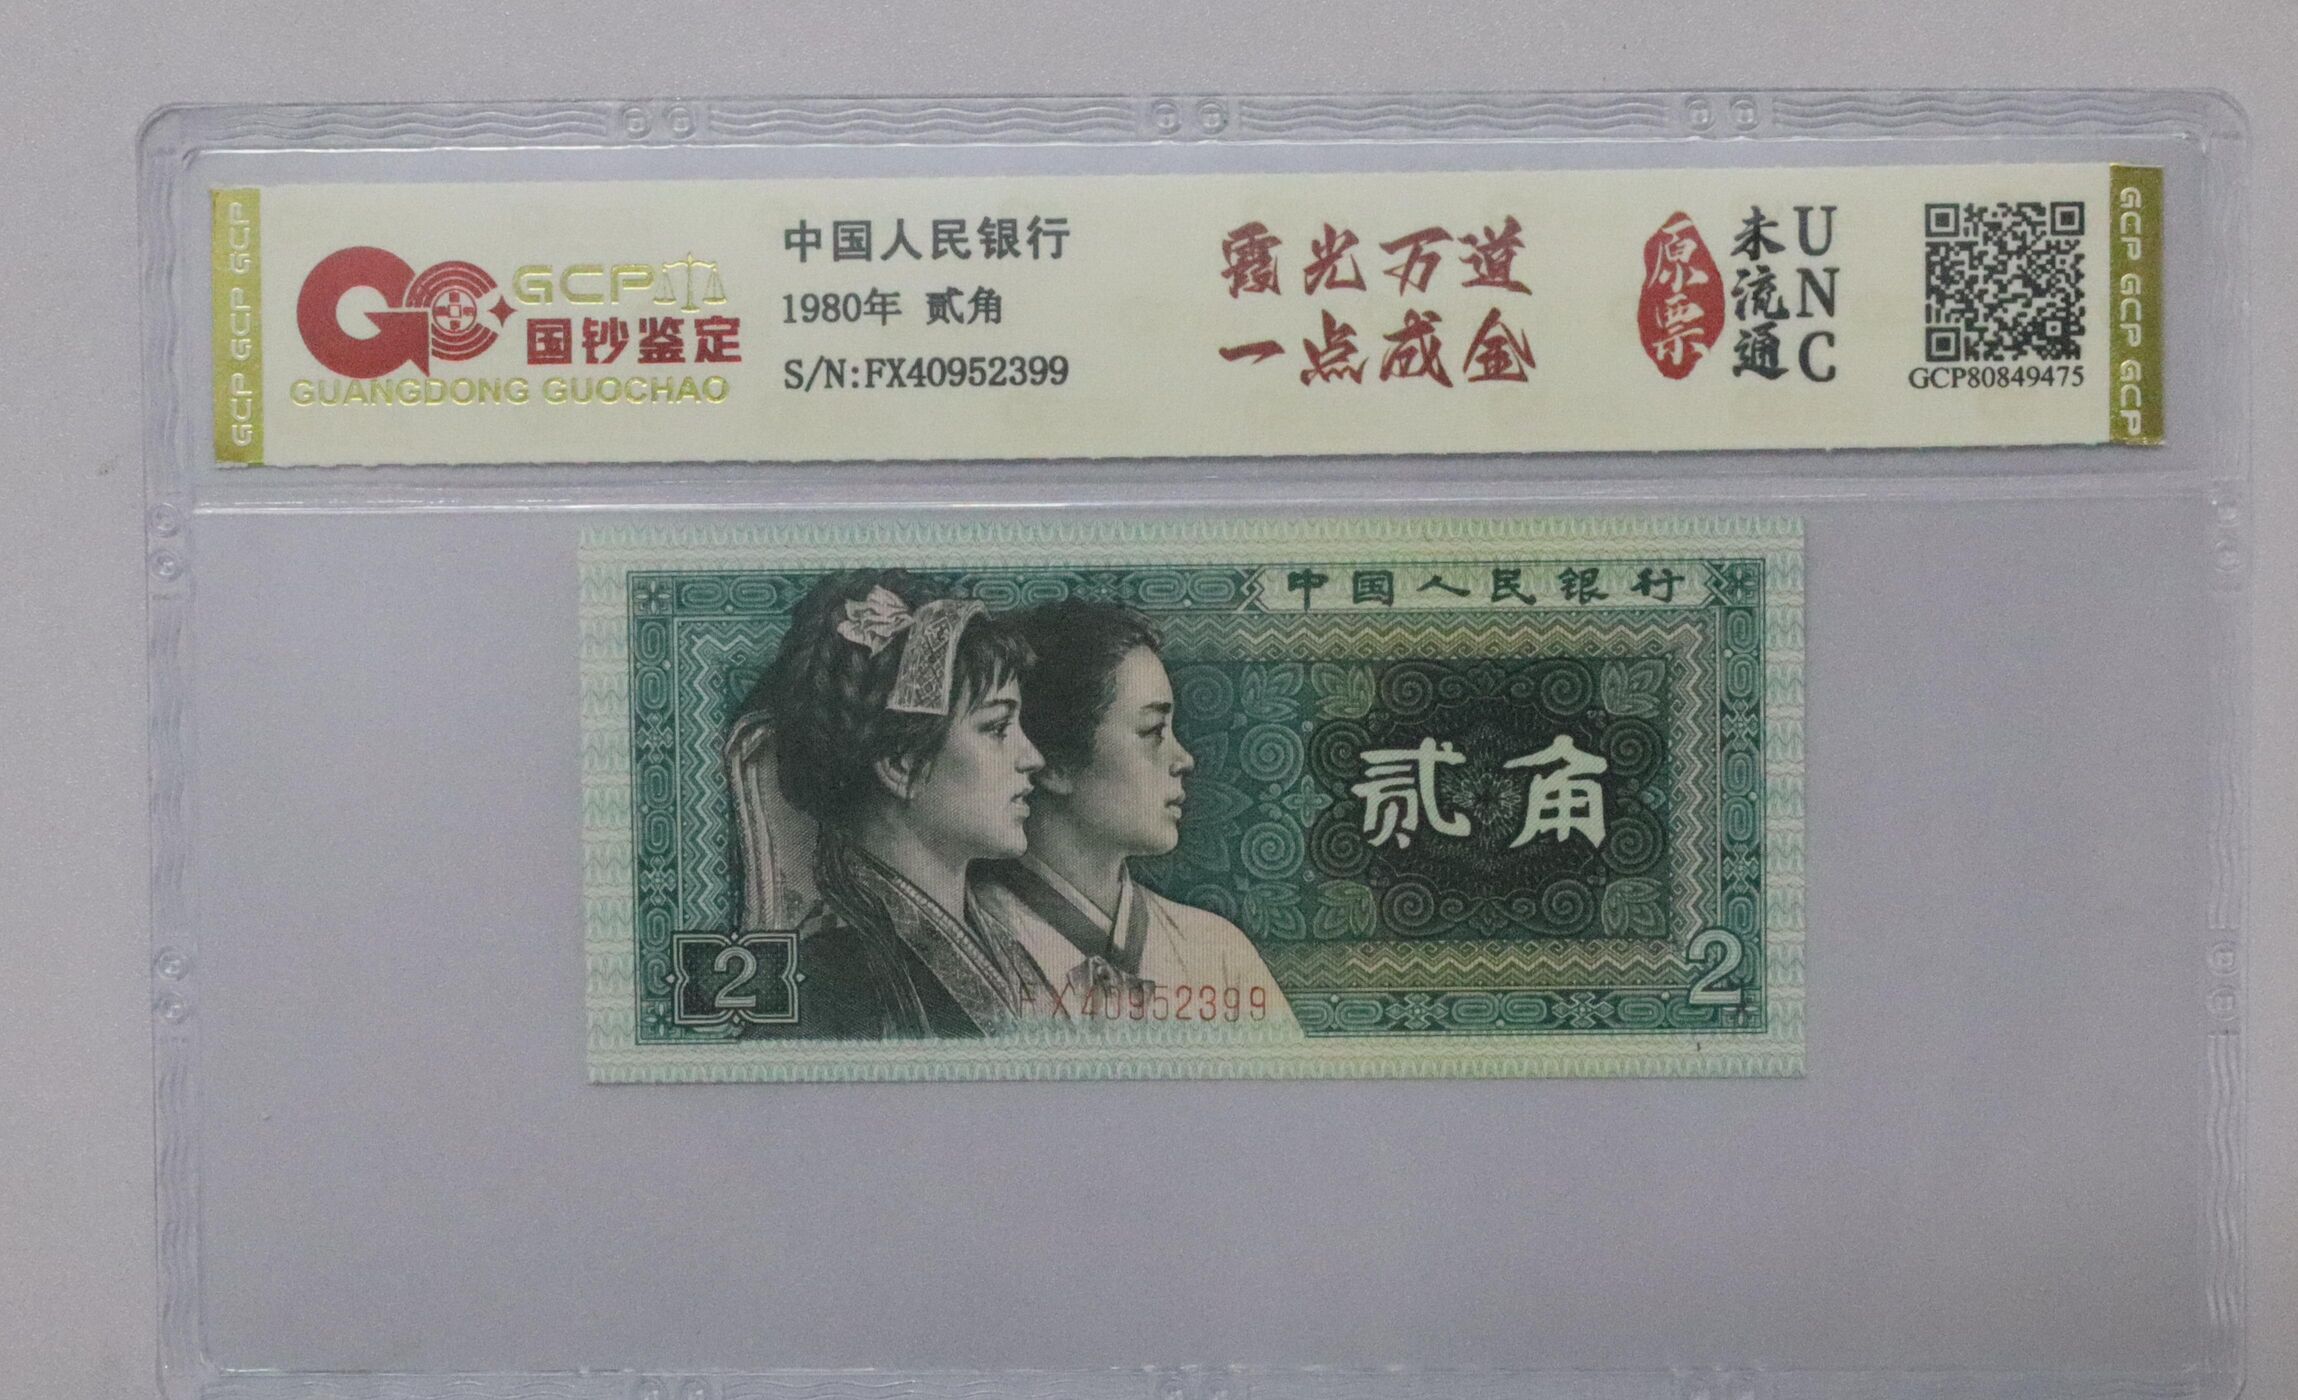 GCP GCP GCP
GCP
国钞鉴定
GUANGDONG GUOCHAO
中国人民银行
1980年 贰角
S/N:FX40952399
霞光万道
一点成金
原票
未流通
UNC
GCP80849475
GCP GCP GCP
中国人民银行
贰角
2
FX40952399
2